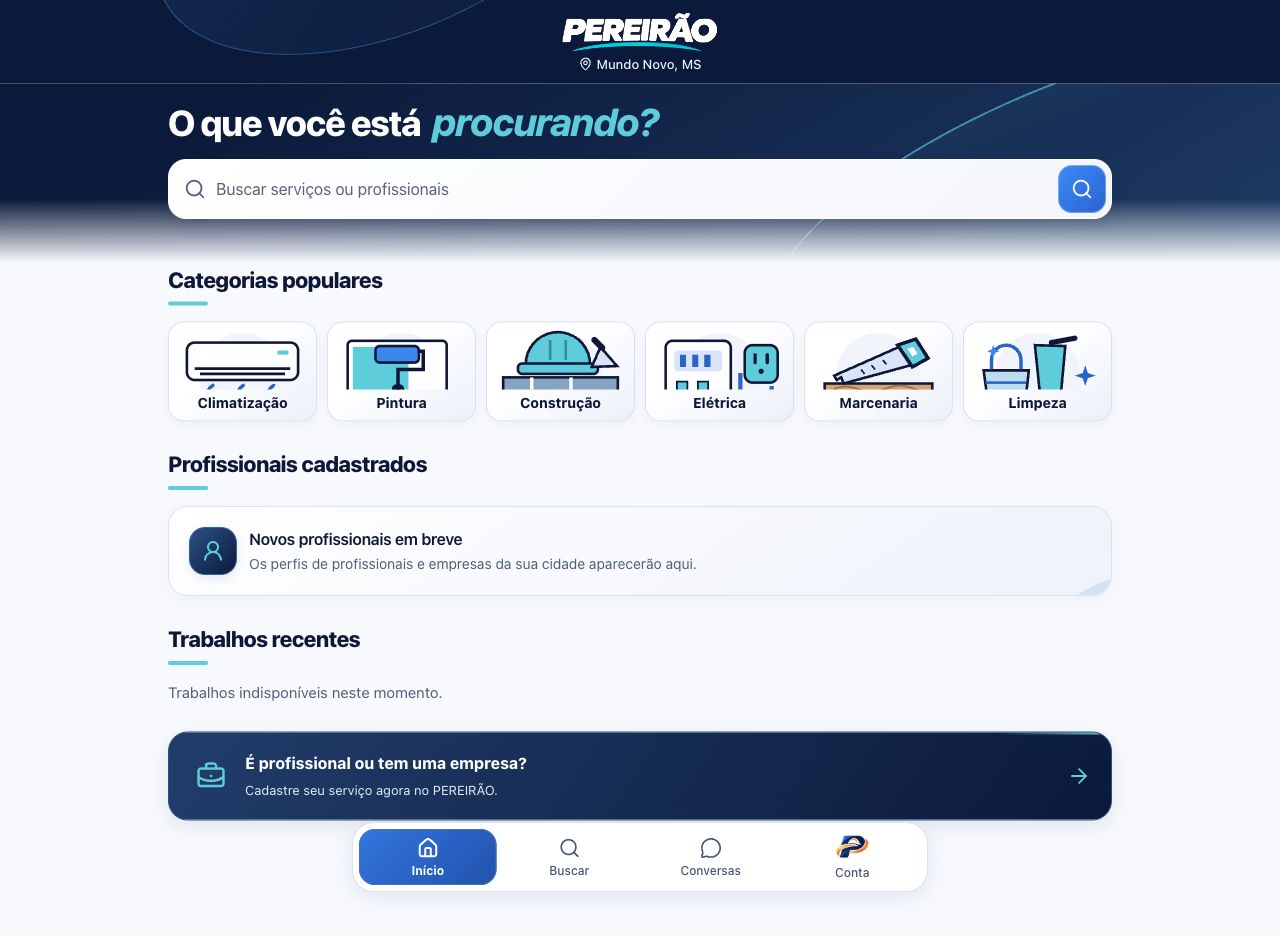 PEREIRÃO
Mundo Novo, MS
O que você está procurando?
Buscar serviços ou profissionais
Categorias populares
Climatização
Pintura
Construção
Elétrica
Marcenaria
Limpeza
Profissionais cadastrados
Novos profissionais em breve
Os perfis de profissionais e empresas da sua cidade aparecerão aqui.
Trabalhos recentes
Trabalhos indisponíveis neste momento.
É profissional ou tem uma empresa?
Cadastre seu serviço agora no PEREIRÃO.
Início
Buscar
Conversas
P
Conta